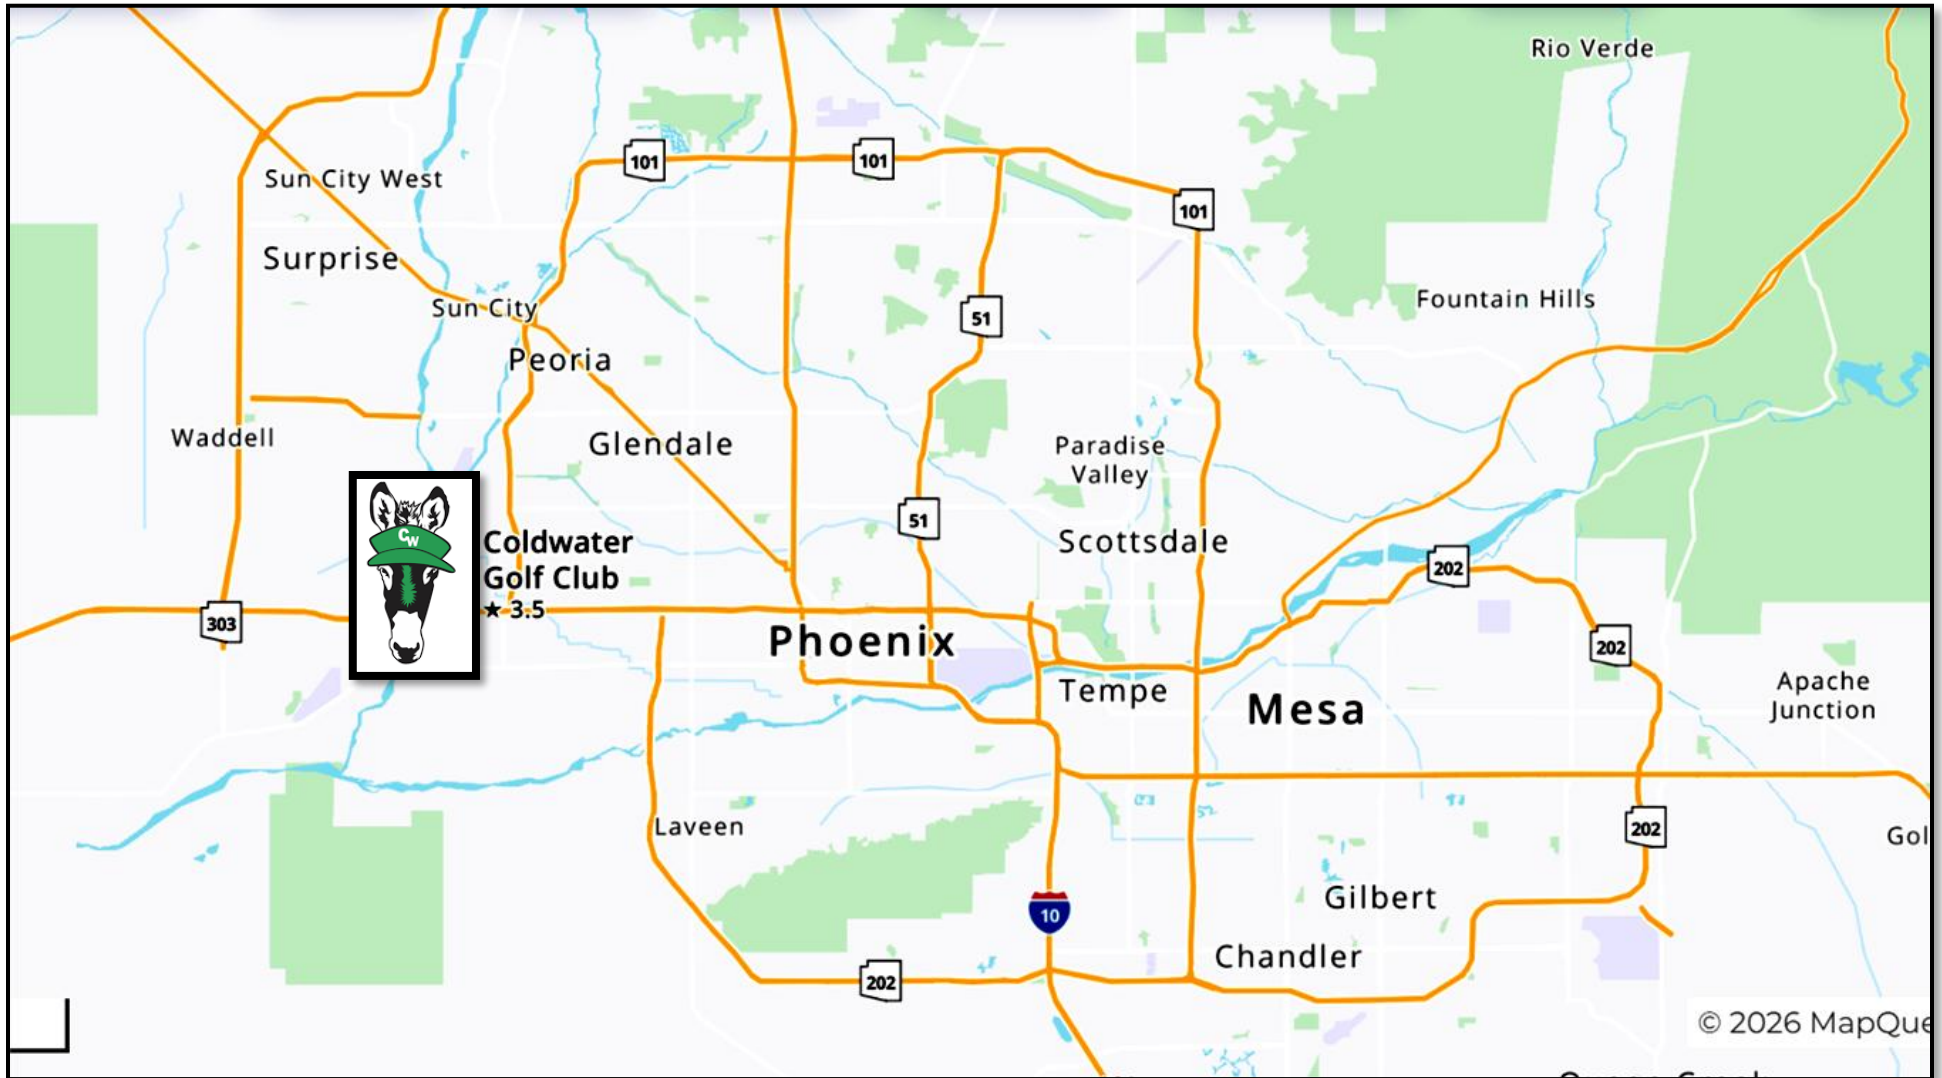 Rio Verde
101
101
Sun City West
101
Surprise
Fountain Hills
Sun City
51
Peoria
Waddell
Glendale
Paradise
Valley
51
CW
Coldwater
Golf Club
★ 3.5
Scottsdale
202
303
Phoenix
202
Tempe
Mesa
Apache
Junction
Laveen
202
Gol
Gilbert
10
Chandler
202
© 2026 MapQue